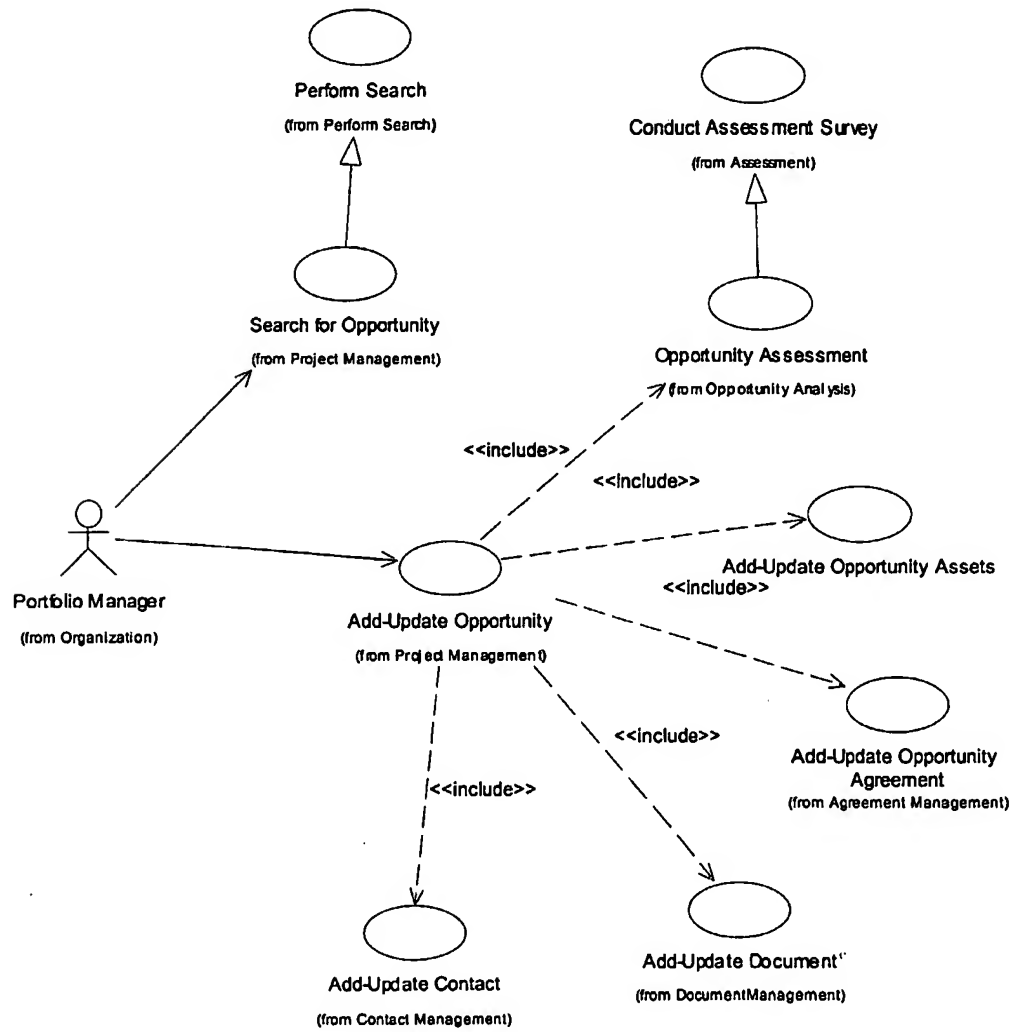 Perform Search
(from Perform Search)
Conduct Assessment Survey
(from Assessment)
Search for Opportunity
(from Project Management)
Opportunity Assessment
(from Opportunity Analysis)
<<include>>
<<include>>
Add-Update Opportunity Assets
<<include>>
Portfolio Manager
(from Organization)
Add-Update Opportunity
(from Project Management)
<<include>>
Add-Update Opportunity
Agreement
(from Agreement Management)
<<include>>
Add-Update Document
(from DocumentManagement)
Add-Update Contact
(from Contact Management)